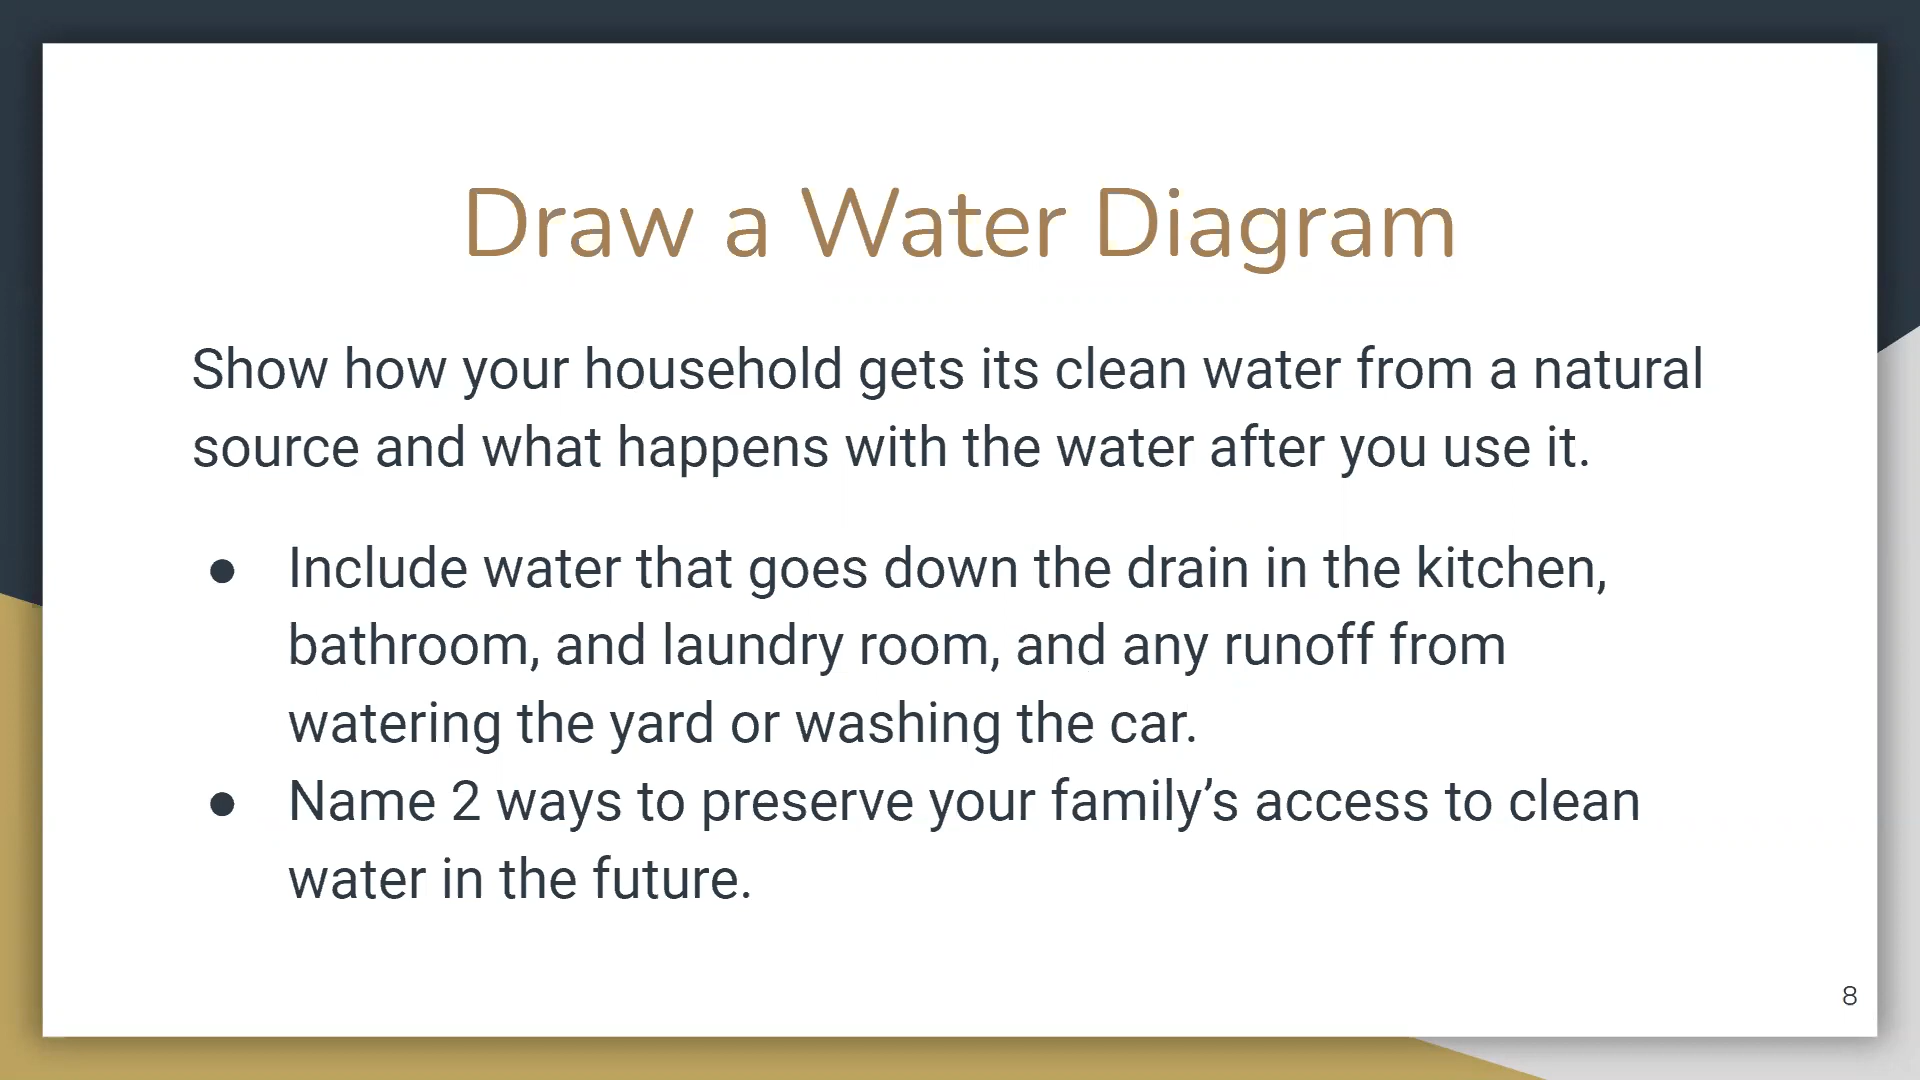 Draw a Water Diagram
Show how your household gets its clean water from a natural
source and what happens with the water after you use it.
● Include water that goes down the drain in the kitchen,
bathroom, and laundry room, and any runoff from
watering the yard or washing the car.
● Name 2 ways to preserve your family’s access to clean
water in the future.
8